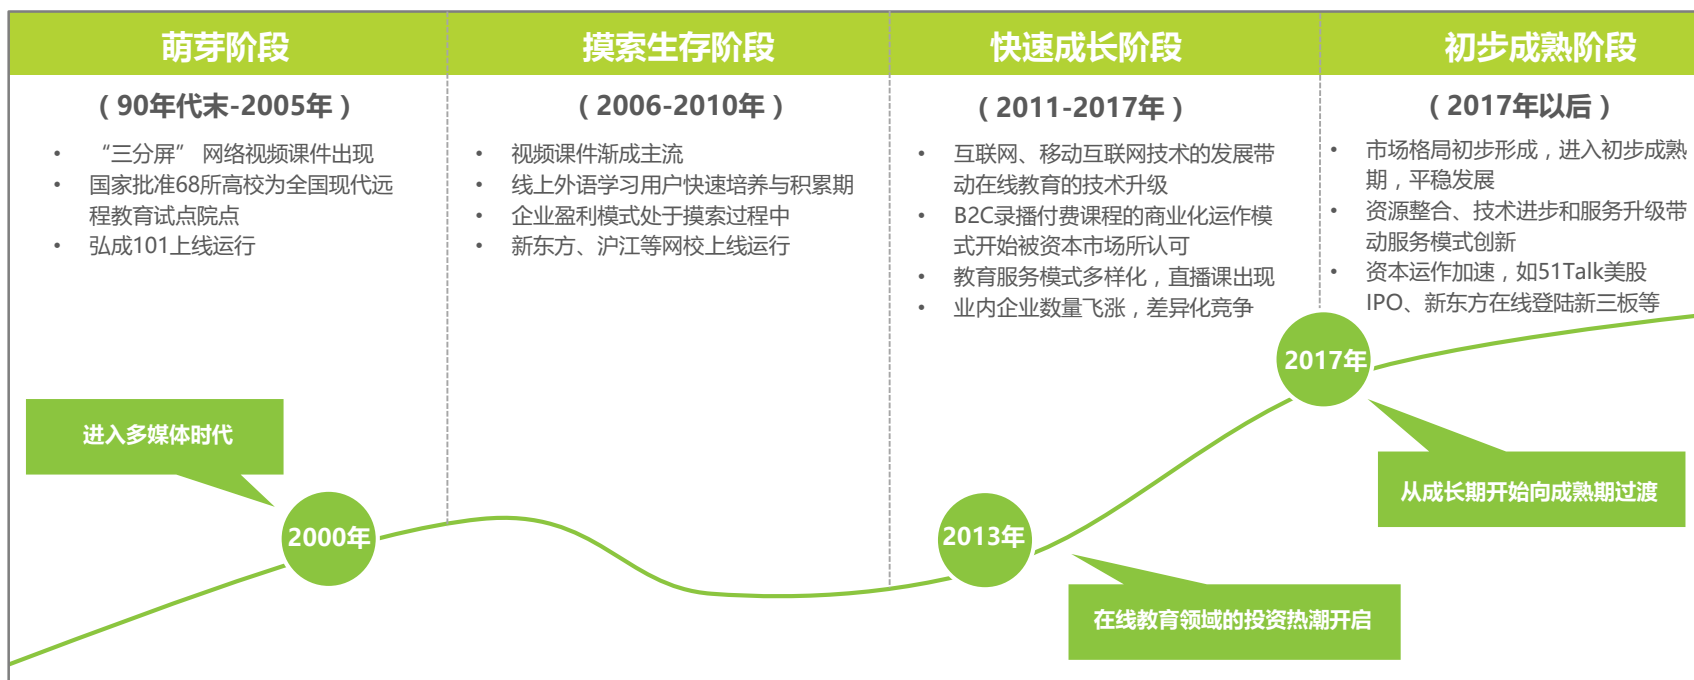 萌芽阶段
（90年代末-2005年）
• “三分屏” 网络视频课件出现
• 国家批准68所高校为全国现代远
程教育试点院点
• 弘成101上线运行
摸索生存阶段
（2006-2010年）
• 视频课件渐成主流
• 线上外语学习用户快速培养与积累期
• 企业盈利模式处于摸索过程中
• 新东方、沪江等网校上线运行
快速成长阶段
（2011-2017年）
• 互联网、移动互联网技术的发展带
动在线教育的技术升级
• B2C录播付费课程的商业化运作模
式开始被资本市场所认可
• 教育服务模式多样化，直播课出现
• 业内企业数量飞涨，差异化竞争
初步成熟阶段
（2017年以后）
• 市场格局初步形成，进入初步成熟
期，平稳发展
• 资源整合、技术进步和服务升级带
动服务模式创新
• 资本运作加速，如51Talk美股
IPO、新东方在线登陆新三板等
进入多媒体时代
2000年
2013年
在线教育领域的投资热潮开启
2017年
从成长期开始向成熟期过渡